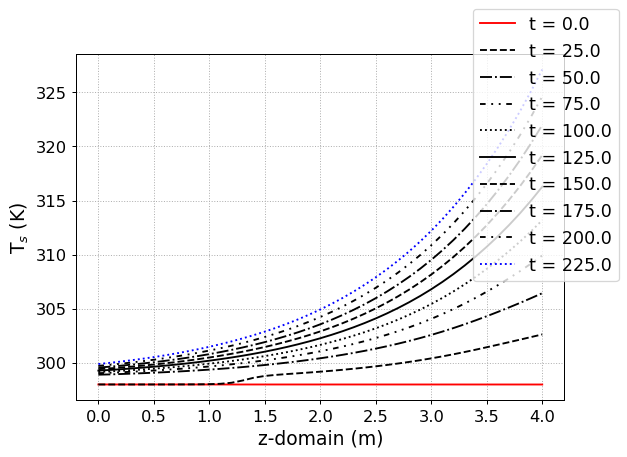 t = 0.0
t = 25.0
t = 50.0
t = 75.0
t = 100.0
t = 125.0
t = 150.0
t = 175.0
t = 200.0
t = 225.0
T_s (K)
325
320
315
310
305
300
0.0 0.5 1.0 1.5 2.0 2.5 3.0 3.5 4.0
z-domain (m)